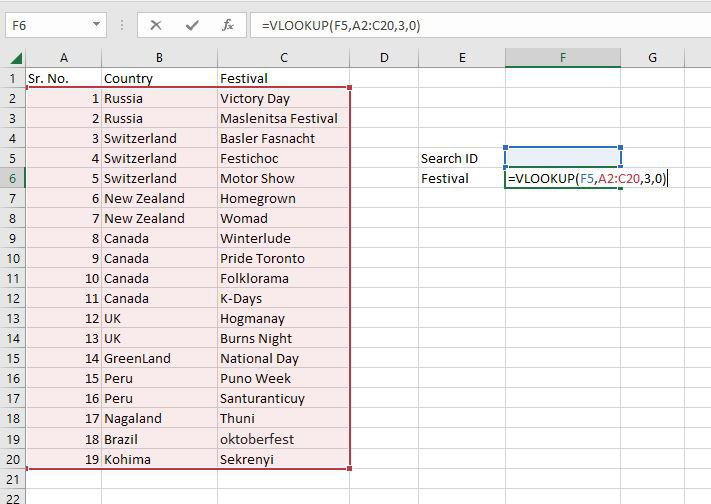 F6 fx =VLOOKUP(F5,A2:C20,3,0)
A B C D E F G
1 Sr. No. Country Festival
2 1 Russia Victory Day
3 2 Russia Maslenitsa Festival
4 3 Switzerland Basler Fasnacht
5 4 Switzerland Festichoc Search ID
6 5 Switzerland Motor Show Festival =VLOOKUP(F5,A2:C20,3,0)
7 6 New Zealand Homegrown
8 7 New Zealand Womad
9 8 Canada Winterlude
10 9 Canada Pride Toronto
11 10 Canada Folklorama
12 11 Canada K-Days
13 12 UK Hogmanay
14 13 UK Burns Night
15 14 GreenLand National Day
16 15 Peru Puno Week
17 16 Peru Santuranticuy
18 17 Nagaland Thuni
19 18 Brazil oktoberfest
20 19 Kohima Sekrenyi
21
22